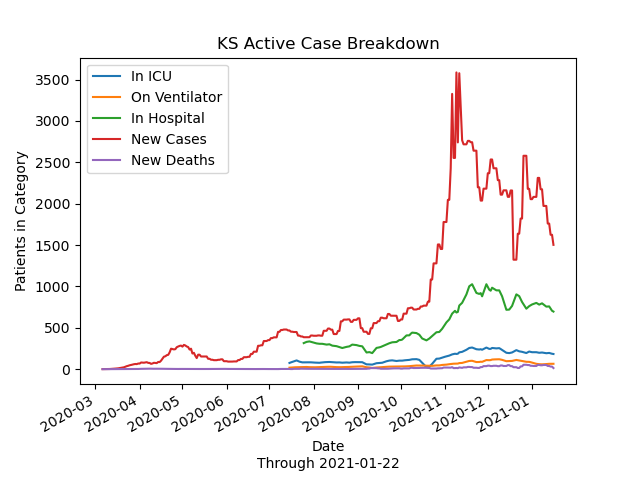 KS Active Case Breakdown
In ICU
On Ventilator
In Hospital
New Cases
New Deaths
Patients in Category
3500
3000
2500
2000
1500
1000
500
0
2020-03
2020-04
2020-05
2020-06
2020-07
2020-08
2020-09
2020-10
2020-11
2020-12
2021-01
Date
Through 2021-01-22